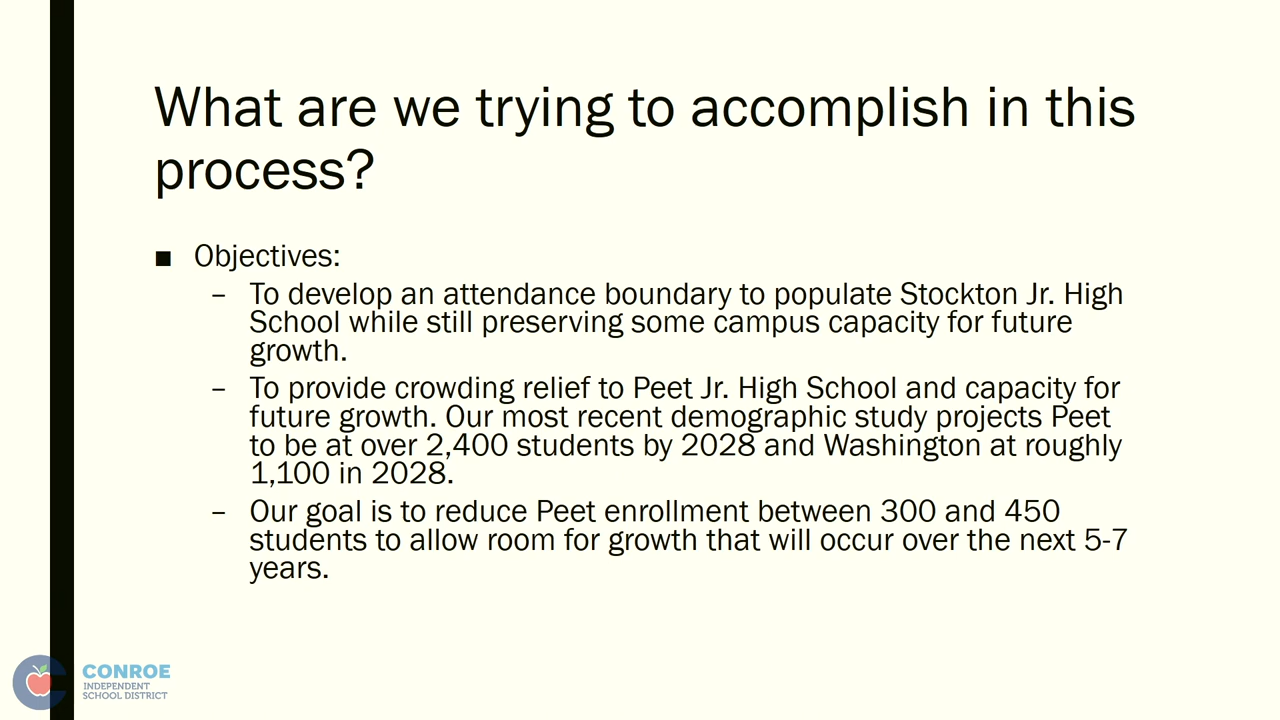 What are we trying to accomplish in this
process?
■ Objectives:
– To develop an attendance boundary to populate Stockton Jr. High
School while still preserving some campus capacity for future
growth.
– To provide crowding relief to Peet Jr. High School and capacity for
future growth. Our most recent demographic study projects Peet
to be at over 2,400 students by 2028 and Washington at roughly
1,100 in 2028.
– Our goal is to reduce Peet enrollment between 300 and 450
students to allow room for growth that will occur over the next 5-7
years.
CONROE
INDEPENDENT
SCHOOL DISTRICT